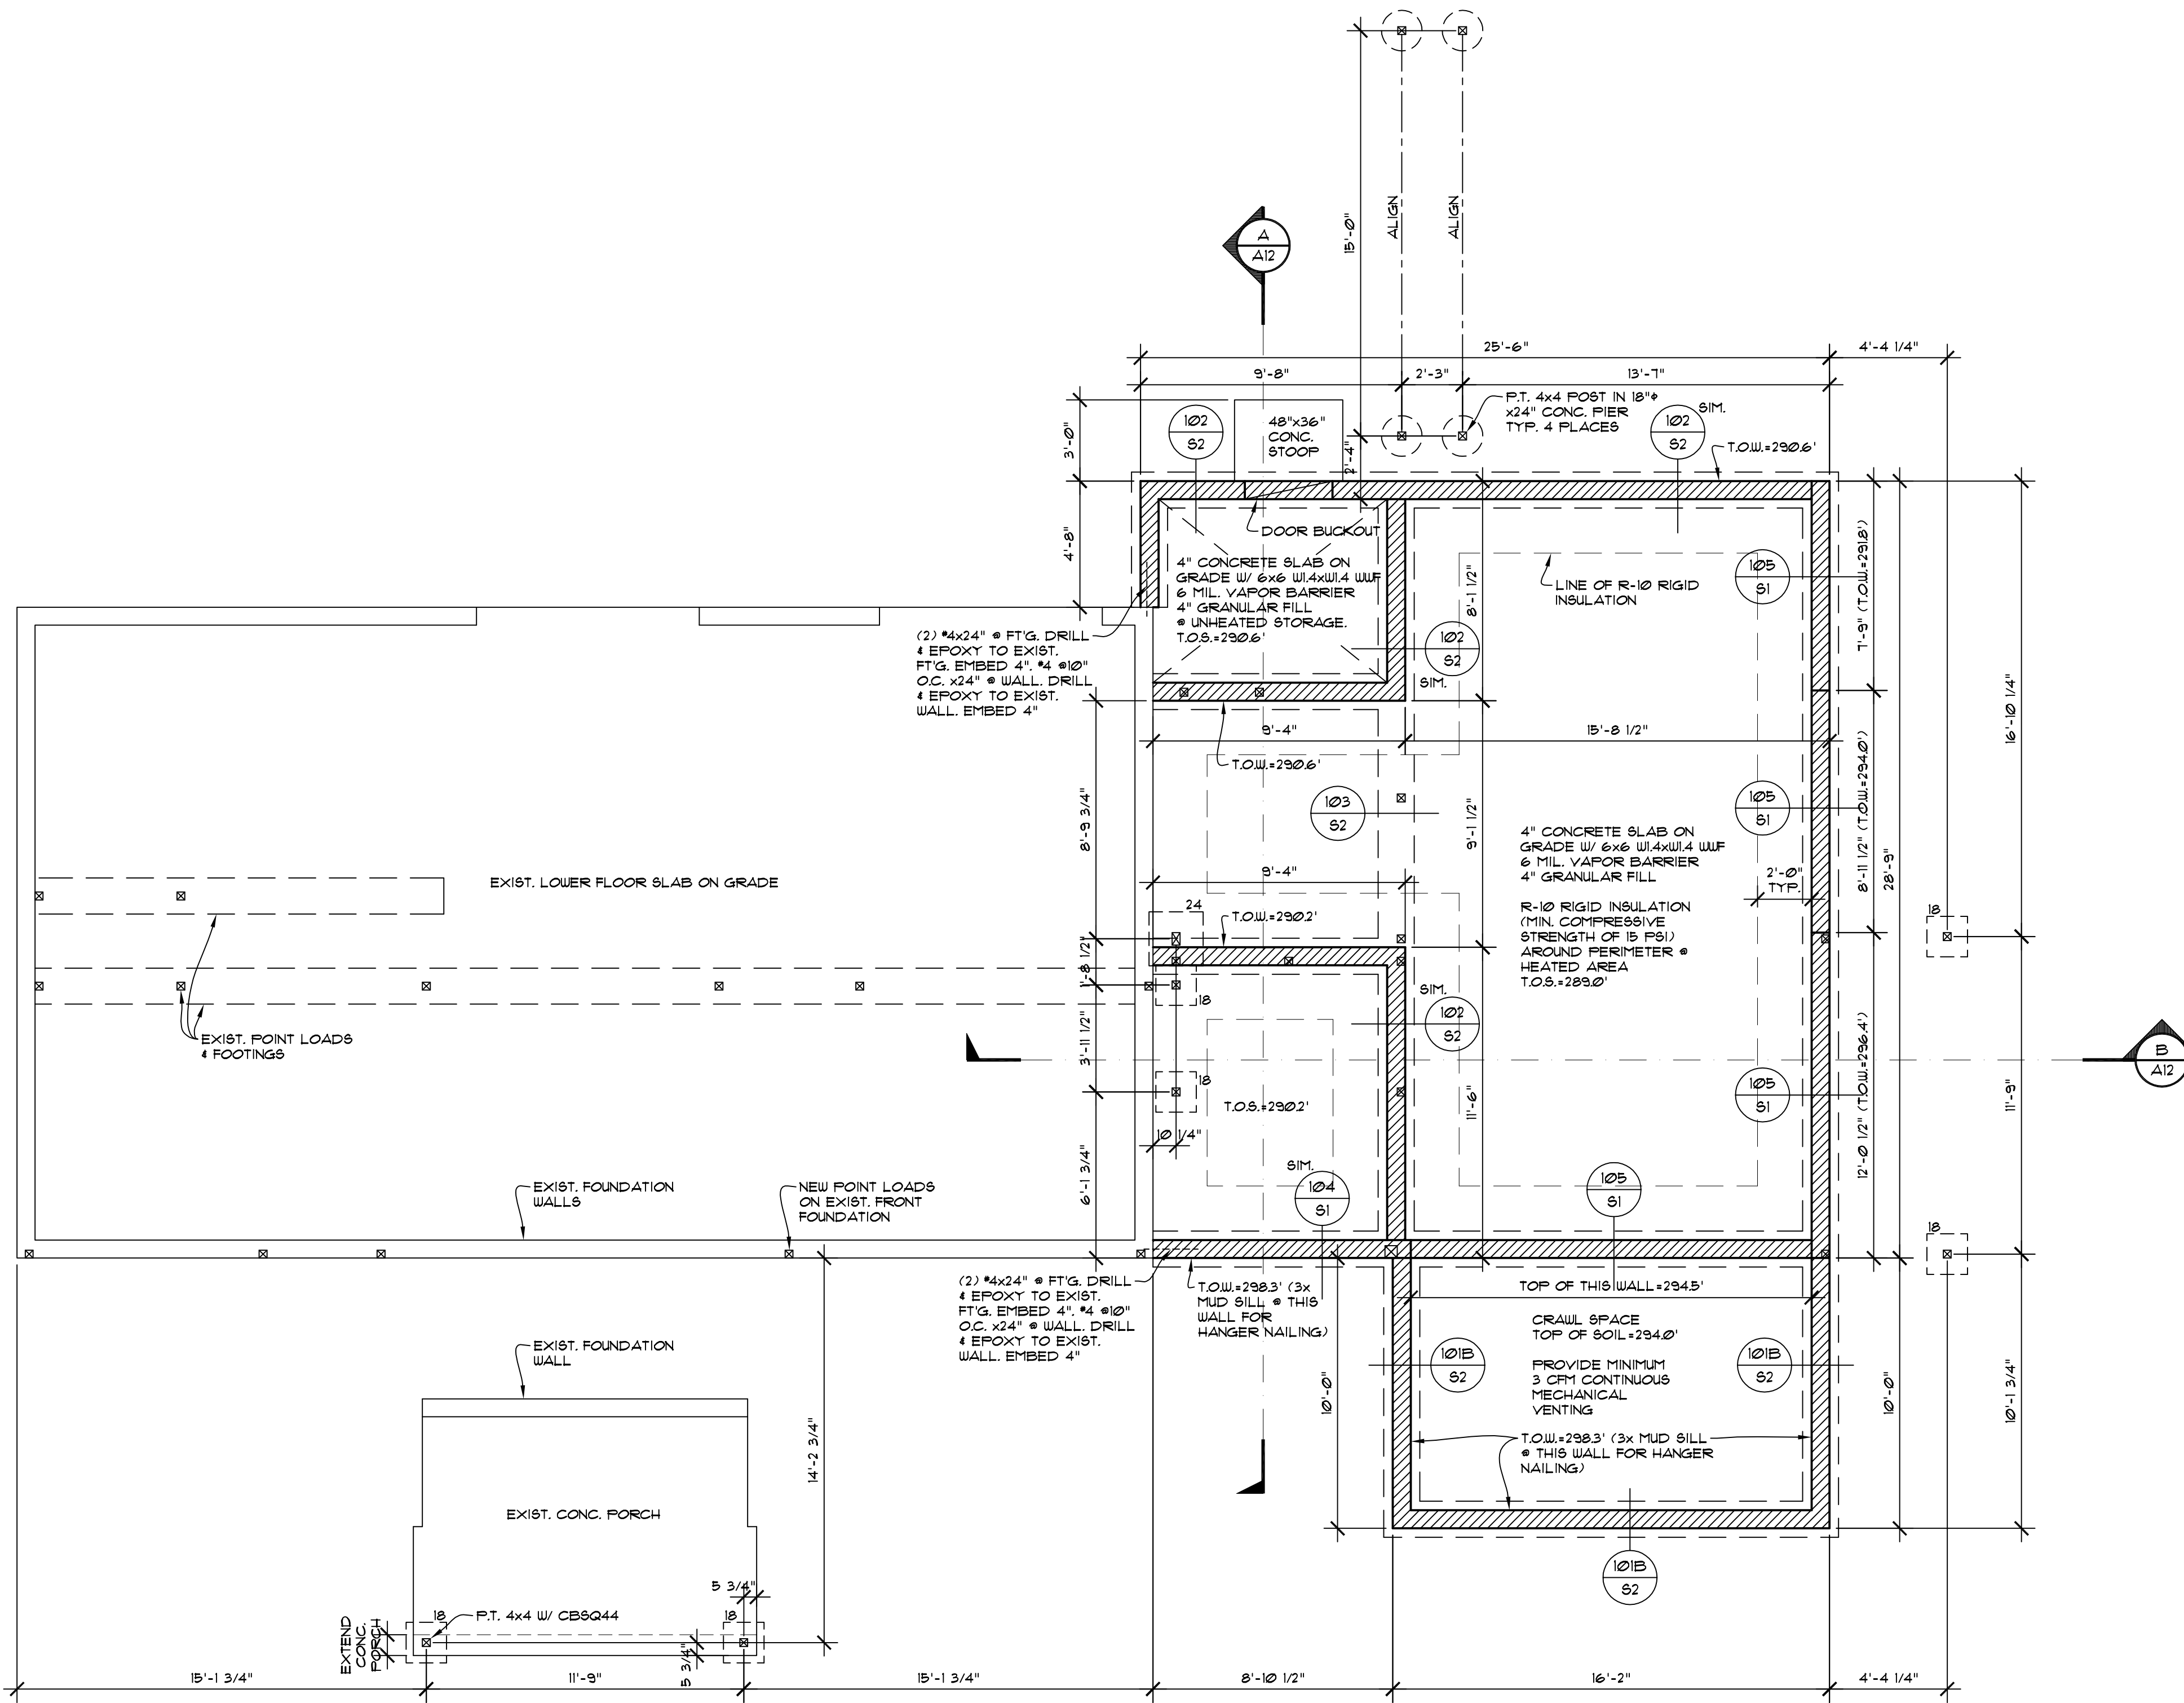 15'-0"
ALIGN
ALIGN
A
A12
25'-6"
4'-4 1/4"
9'-8"
2'-3"
13'-7"
P.T. 4x4 POST IN 18"ø
x24" CONC. PIER
TYP. 4 PLACES
102
S2
48"x36"
CONC.
STOOP
102
S2
SIM.
T.O.W.=290.6'
3'-0"
2'-4"
4'-8"
DOOR BUCKOUT
4" CONCRETE SLAB ON
GRADE W/ 6x6 W1.4xW1.4 WWF
6 MIL. VAPOR BARRIER
4" GRANULAR FILL
@ UNHEATED STORAGE.
T.O.S.=290.6'
8'-1 1/2"
LINE OF R-10 RIGID
INSULATION
105
S1
7'-9" (T.O.W.=291.8')
(2) #4x24" @ FT'G. DRILL
& EPOXY TO EXIST.
FT'G. EMBED 4". #4 @10"
O.C. x24" @ WALL. DRILL
& EPOXY TO EXIST.
WALL. EMBED 4"
102
S2
SIM.
16'-10 1/4"
9'-4"
15'-8 1/2"
T.O.W.=290.6'
8'-9 3/4"
103
S2
9'-1 1/2"
105
S1
8'-11 1/2" (T.O.W.=294.0')
28'-9"
4" CONCRETE SLAB ON
GRADE W/ 6x6 W1.4xW1.4 WWF
6 MIL. VAPOR BARRIER
4" GRANULAR FILL
R-10 RIGID INSULATION
(MIN. COMPRESSIVE
STRENGTH OF 15 PSI)
AROUND PERIMETER @
HEATED AREA
T.O.S.=289.0'
2'-0"
TYP.
EXIST. LOWER FLOOR SLAB ON GRADE
9'-4"
24
T.O.W.=290.2'
18
1'-8 1/2"
18
SIM.
102
S2
EXIST. POINT LOADS
& FOOTINGS
3'-11 1/2"
18
T.O.S.=290.2'
11'-6"
105
S1
12'-0 1/2" (T.O.W.=296.4')
11'-9"
B
A12
10 1/4"
6'-1 3/4"
SIM.
104
S1
105
S1
EXIST. FOUNDATION
WALLS
NEW POINT LOADS
ON EXIST. FRONT
FOUNDATION
18
(2) #4x24" @ FT'G. DRILL
& EPOXY TO EXIST.
FT'G. EMBED 4". #4 @10"
O.C. x24" @ WALL. DRILL
& EPOXY TO EXIST.
WALL. EMBED 4"
T.O.W.=298.3' (3x
MUD SILL @ THIS
WALL FOR
HANGER NAILING)
TOP OF THIS WALL=294.5'
CRAWL SPACE
TOP OF SOIL=294.0'
PROVIDE MINIMUM
3 CFM CONTINUOUS
MECHANICAL
VENTING
101B
S2
101B
S2
EXIST. FOUNDATION
WALL
10'-0"
10'-0"
10'-1 3/4"
14'-2 3/4"
T.O.W.=298.3' (3x MUD SILL
@ THIS WALL FOR HANGER
NAILING)
EXIST. CONC. PORCH
101B
S2
5 3/4"
18
P.T. 4x4 W/ CBSQ44
18
EXTEND
CONC.
PORCH
5 3/4"
15'-1 3/4"
11'-9"
15'-1 3/4"
8'-10 1/2"
16'-2"
4'-4 1/4"